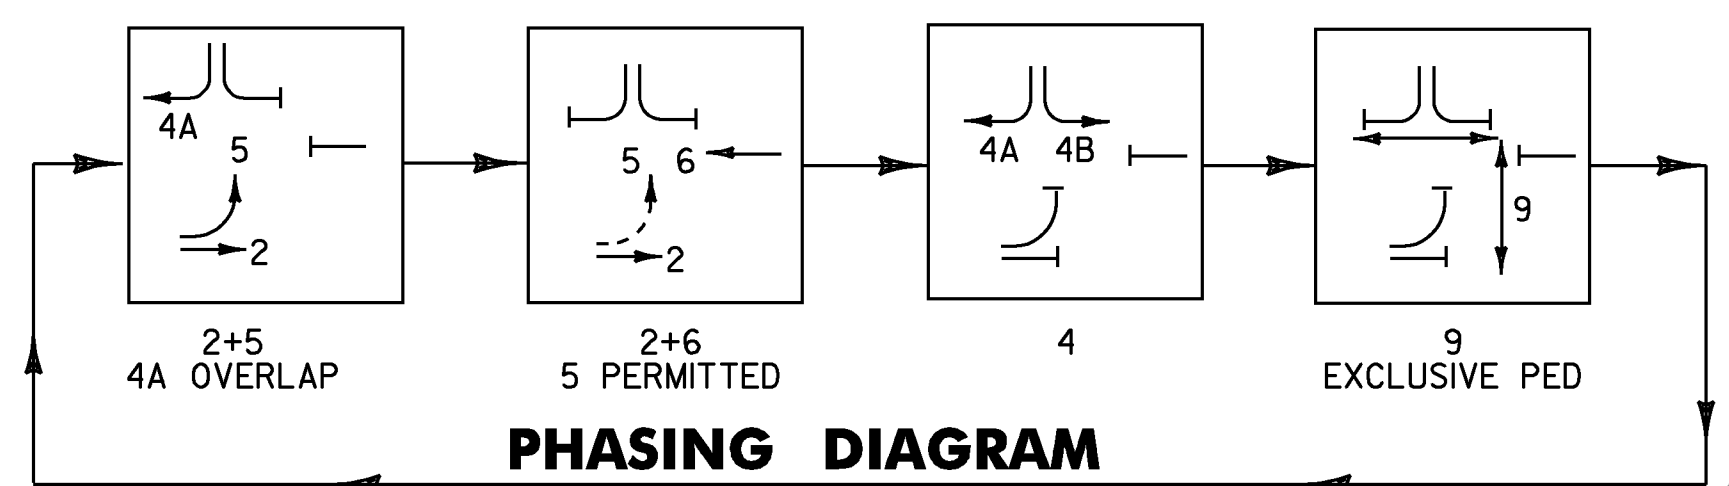 4A
5
2
2+5
4A OVERLAP
5 6
2
2+6
5 PERMITTED
4A 4B
4
9
9
EXCLUSIVE PED
PHASING DIAGRAM